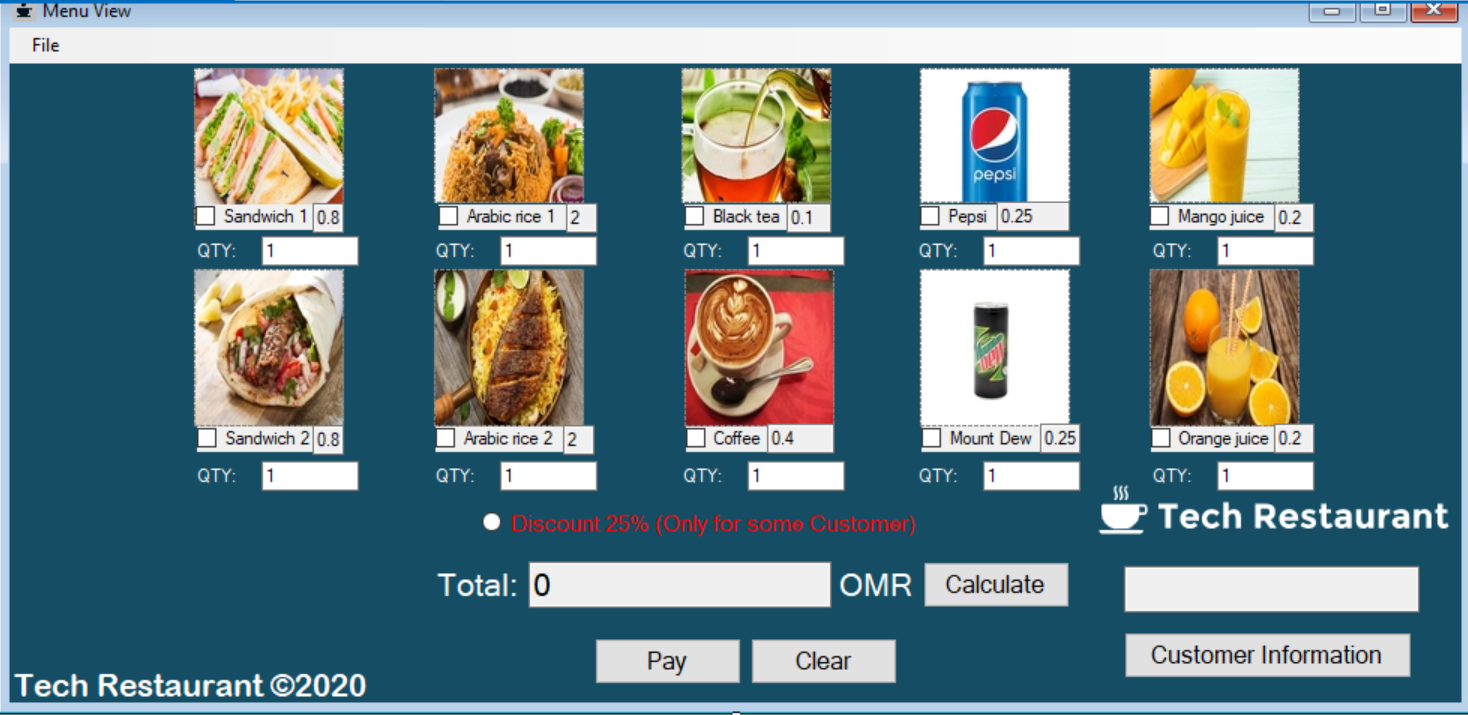 Menu View
File
pepsi
Sandwich 1 0.8 Arabic rice 1 2 Black tea 0.1 Pepsi 0.25 Mango juice 0.2
QTY: 1 QTY: 1 QTY: 1 QTY: 1 QTY: 1
Sandwich 2 0.8 Arabic rice 2 2 Coffee 0.4 Mount Dew 0.25 Orange juice 0.2
QTY: 1 QTY: 1 QTY: 1 QTY: 1 QTY: 1
Discount 25% (Only for some Customer)
Tech Restaurant
Total: 0 OMR Calculate
Pay Clear
Customer Information
Tech Restaurant ©2020